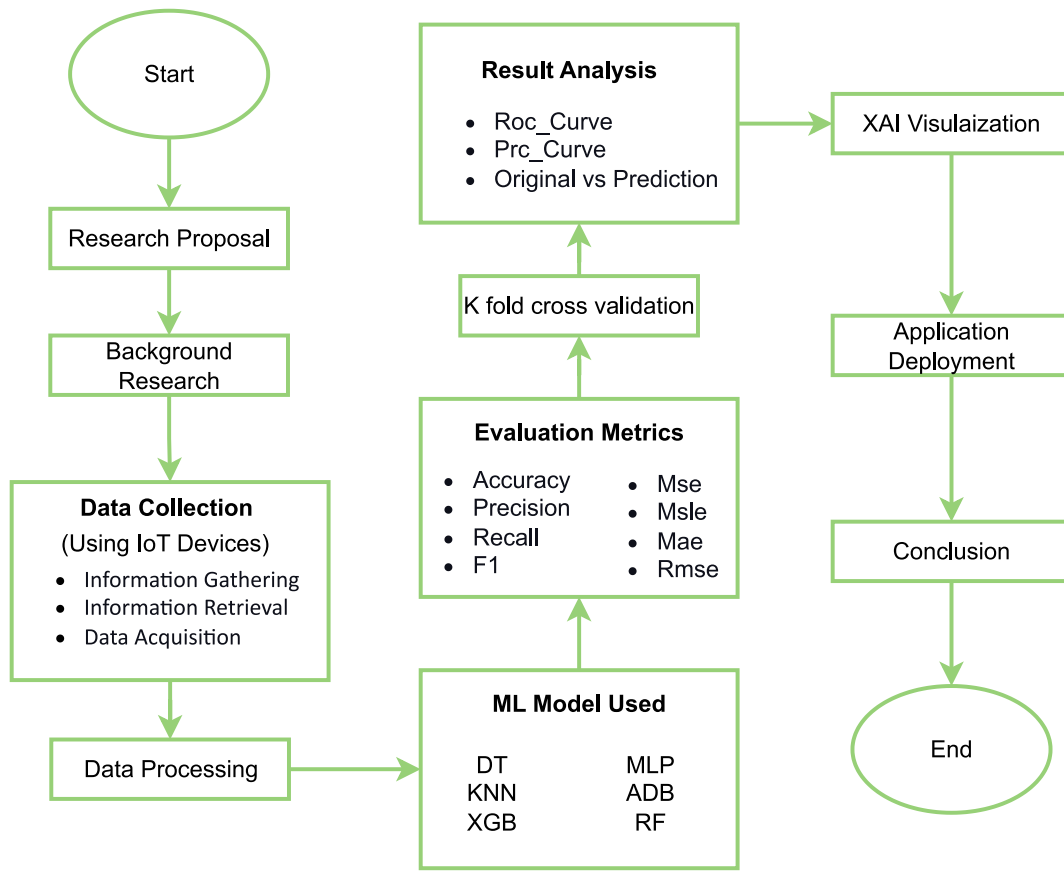 Start
Research Proposal
Background
Research
Data Collection
(Using IoT Devices)
• Information Gathering
• Information Retrieval
• Data Acquisition
Data Processing
ML Model Used
DT MLP
KNN ADB
XGB RF
Evaluation Metrics
• Accuracy
• Precision
• Recall
• F1
• Mse
• Msle
• Mae
• Rmse
K fold cross validation
Result Analysis
• Roc_Curve
• Prc_Curve
• Original vs Prediction
XAI Visulaization
Application
Deployment
Conclusion
End